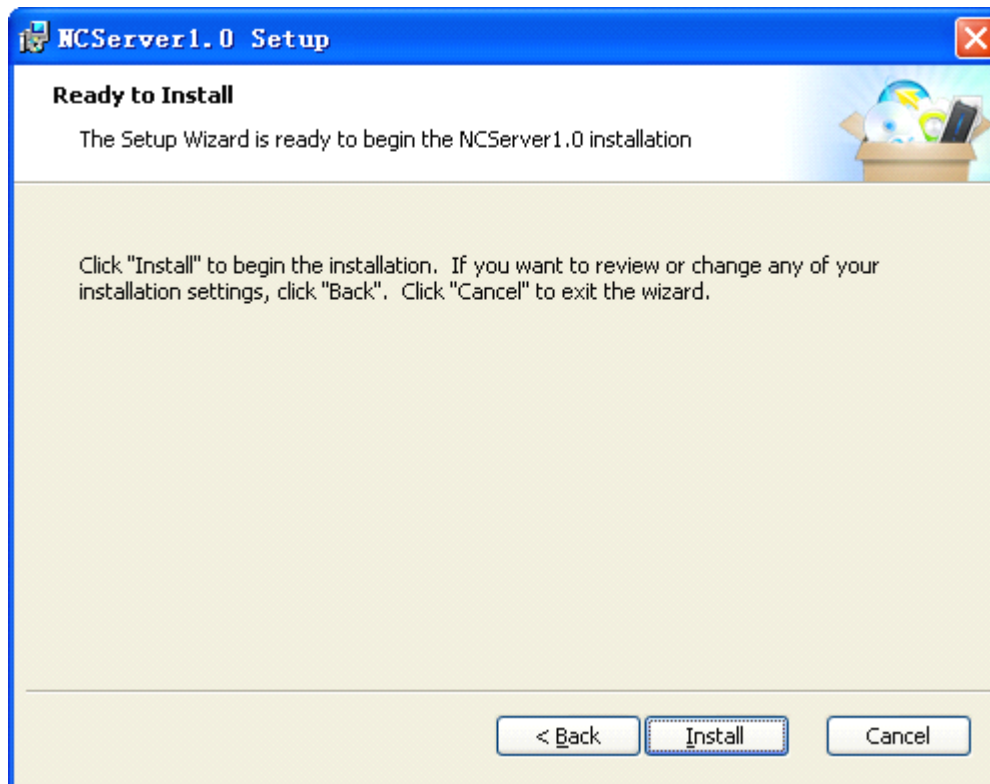 NCServer1.0 Setup
Ready to Install
The Setup Wizard is ready to begin the NCServer1.0 installation
Click "Install" to begin the installation.  If you want to review or change any of your
installation settings, click "Back".  Click "Cancel" to exit the wizard.
< Back
Install
Cancel